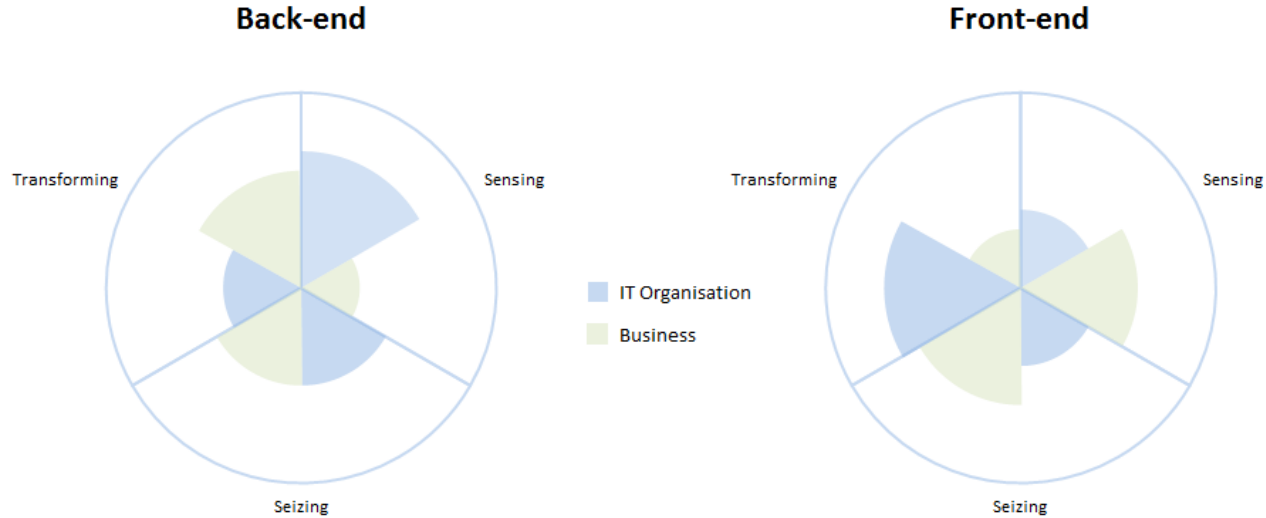 Back-end
Front-end
Transforming
Sensing
Transforming
Sensing
IT Organisation
Business
Seizing
Seizing